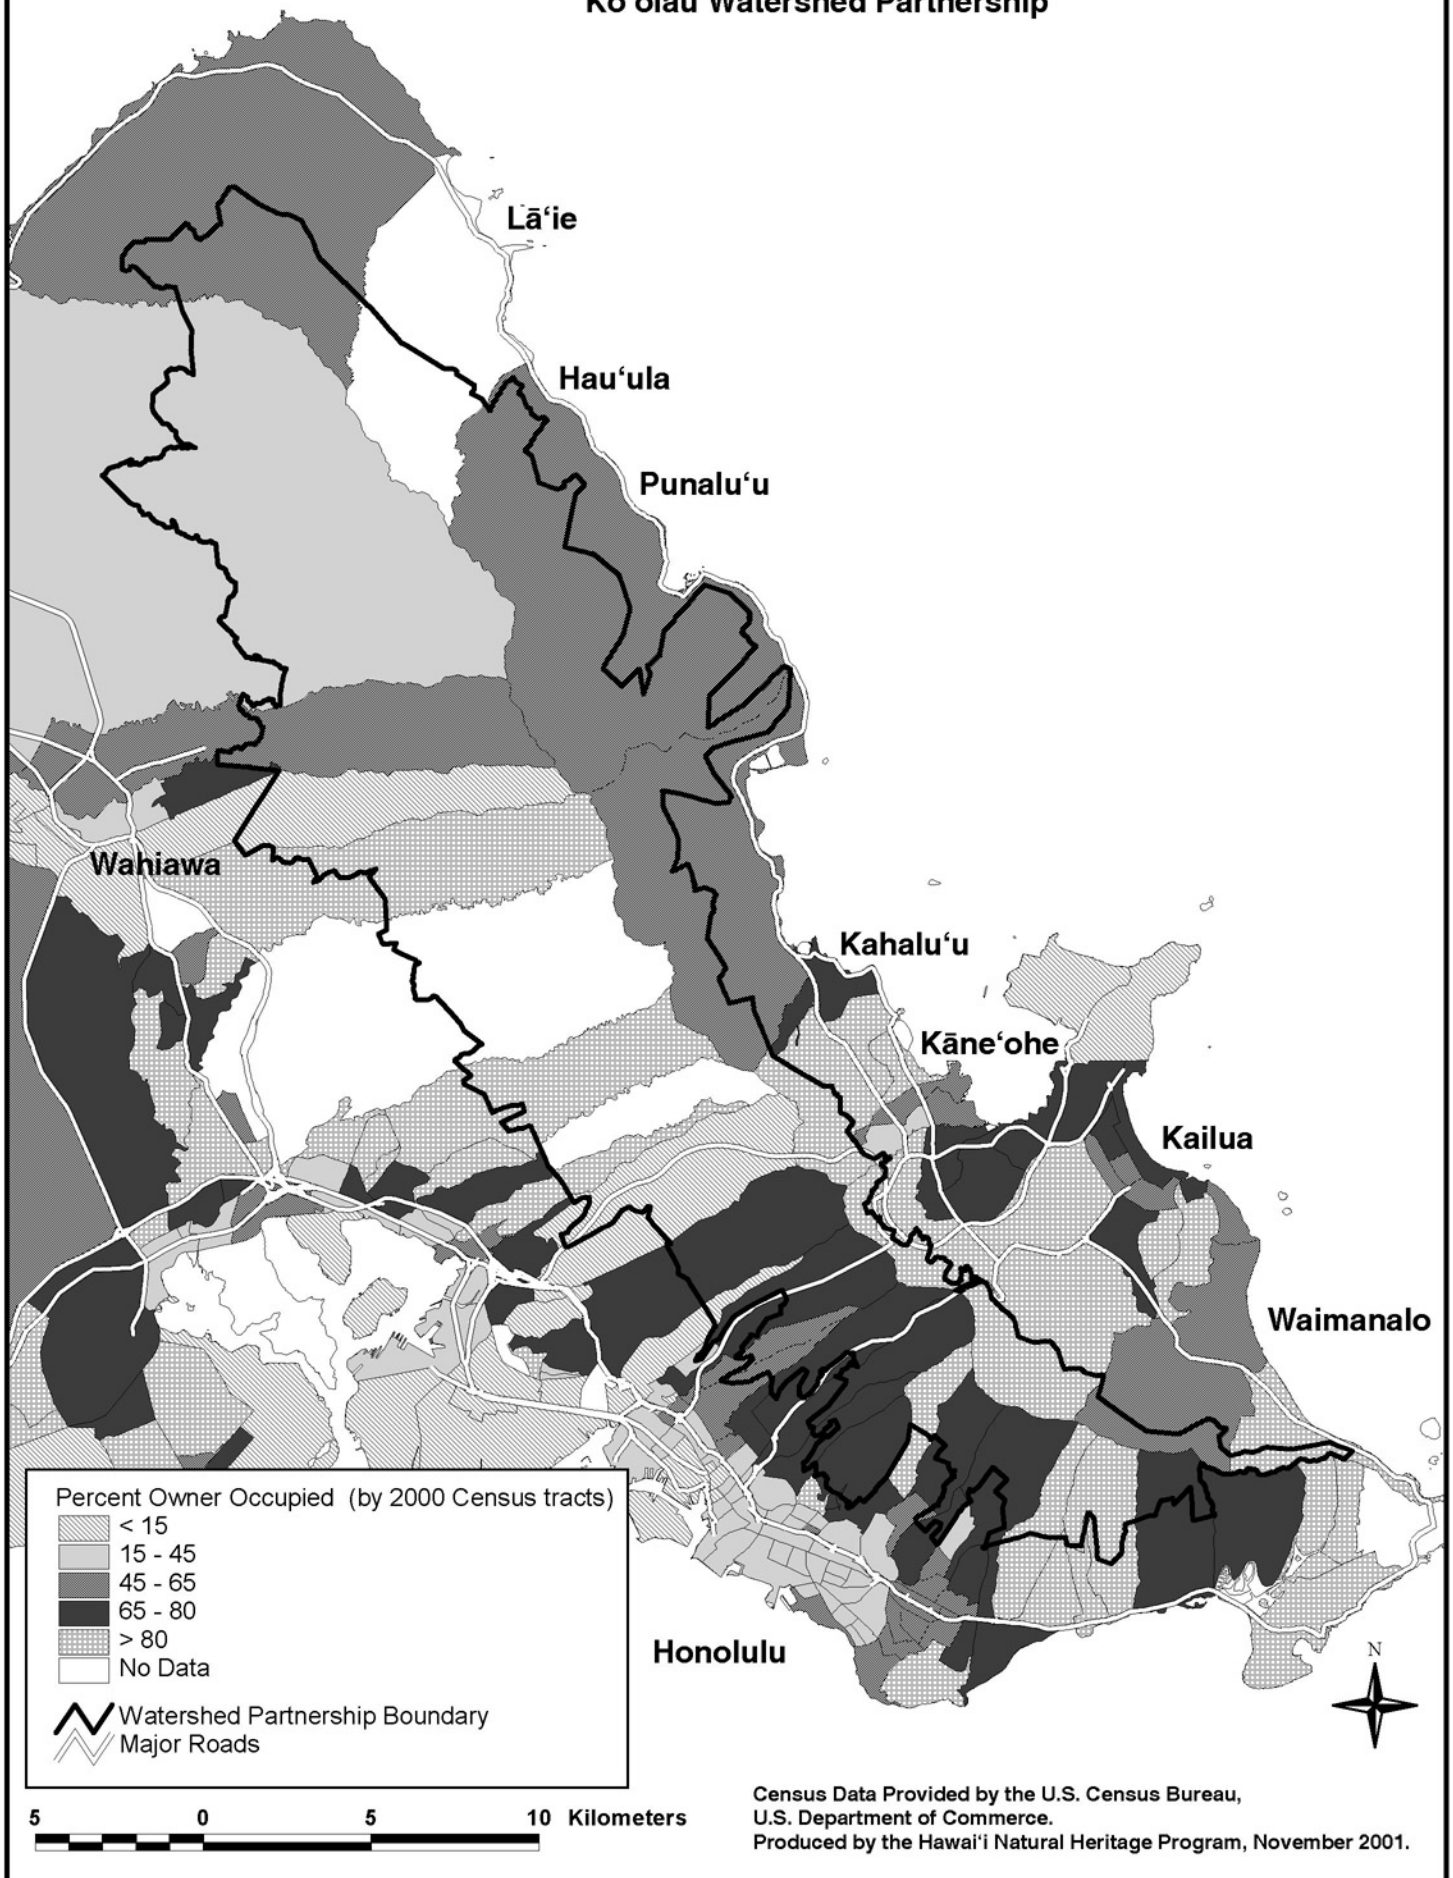 Ko‘olau Watershed Partnership
Lā‘ie
Hau‘ula
Punalu‘u
Wahiawa
Kahalu‘u
Kāne‘ohe
Kailua
Waimanalo
Honolulu
Percent Owner Occupied (by 2000 Census tracts)
< 15
15 - 45
45 - 65
65 - 80
> 80
No Data
Watershed Partnership Boundary
Major Roads
N
5 0 5 10 Kilometers
Census Data Provided by the U.S. Census Bureau,
U.S. Department of Commerce.
Produced by the Hawai‘i Natural Heritage Program, November 2001.